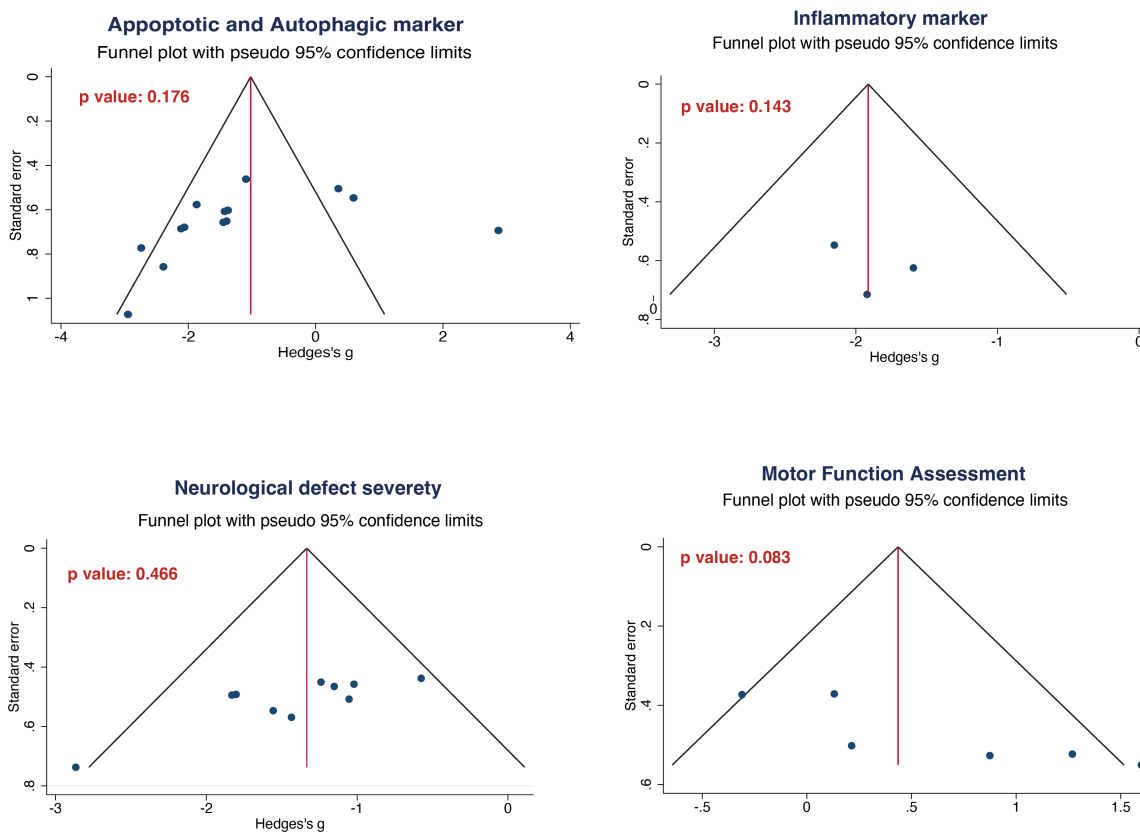 Appoptotic and Autophagic marker
Funnel plot with pseudo 95% confidence limits
p value: 0.176
Standard error
0
.2
.4
.6
.8
1
-4
-2
0
2
4
Hedges's g
Inflammatory marker
Funnel plot with pseudo 95% confidence limits
p value: 0.143
Standard error
0
.2
.4
.6
0
.8
-3
-2
-1
0
Hedges's g
Neurological defect severety
Funnel plot with pseudo 95% confidence limits
p value: 0.466
Standard error
0
.2
.4
.6
.8
-3
-2
-1
0
Hedges's g
Motor Function Assessment
Funnel plot with pseudo 95% confidence limits
p value: 0.083
Standard error
0
.2
.4
.6
-.5
0
.5
1
1.5